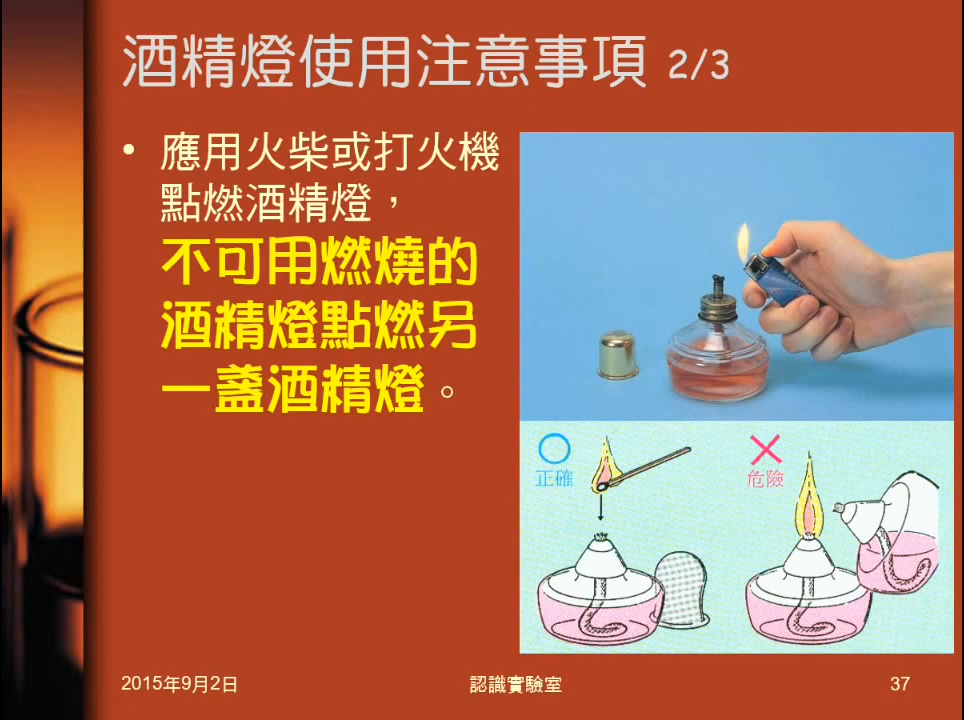 酒精燈使用注意事項 2/3
• 應用火柴或打火機
點燃酒精燈，
不可用燃燒的
酒精燈點燃另
一盞酒精燈。
正確
危險
2015年9月2日
認識實驗室
37